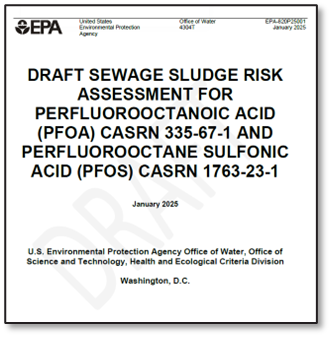 EPA
United States
Environmental Protection
Agency
Office of Water
4304T
EPA-820P25001
January 2025
DRAFT SEWAGE SLUDGE RISK
ASSESSMENT FOR
PERFLUOROOCTANOIC ACID
(PFOA) CASRN 335-67-1 AND
PERFLUOROOCTANE SULFONIC
ACID (PFOS) CASRN 1763-23-1
January 2025
U.S. Environmental Protection Agency Office of Water, Office of
Science and Technology, Health and Ecological Criteria Division
Washington, D.C.
DRAFT